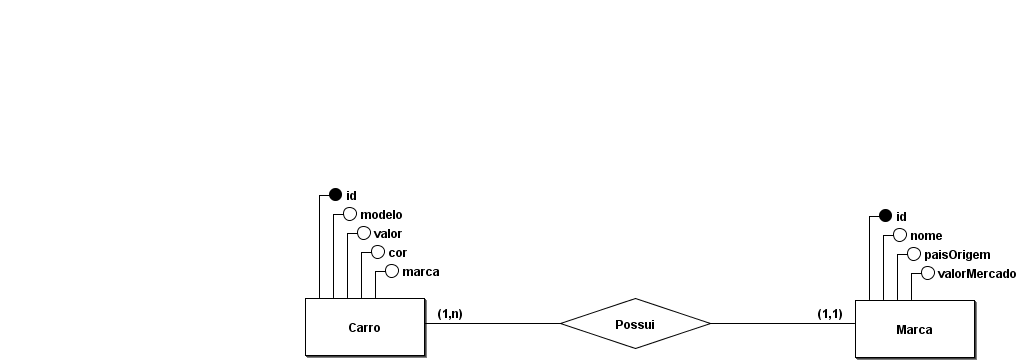 id
modelo
valor
cor
marca
Carro
(1,n)
Possui
(1,1)
id
nome
paisOrigem
valorMercado
Marca